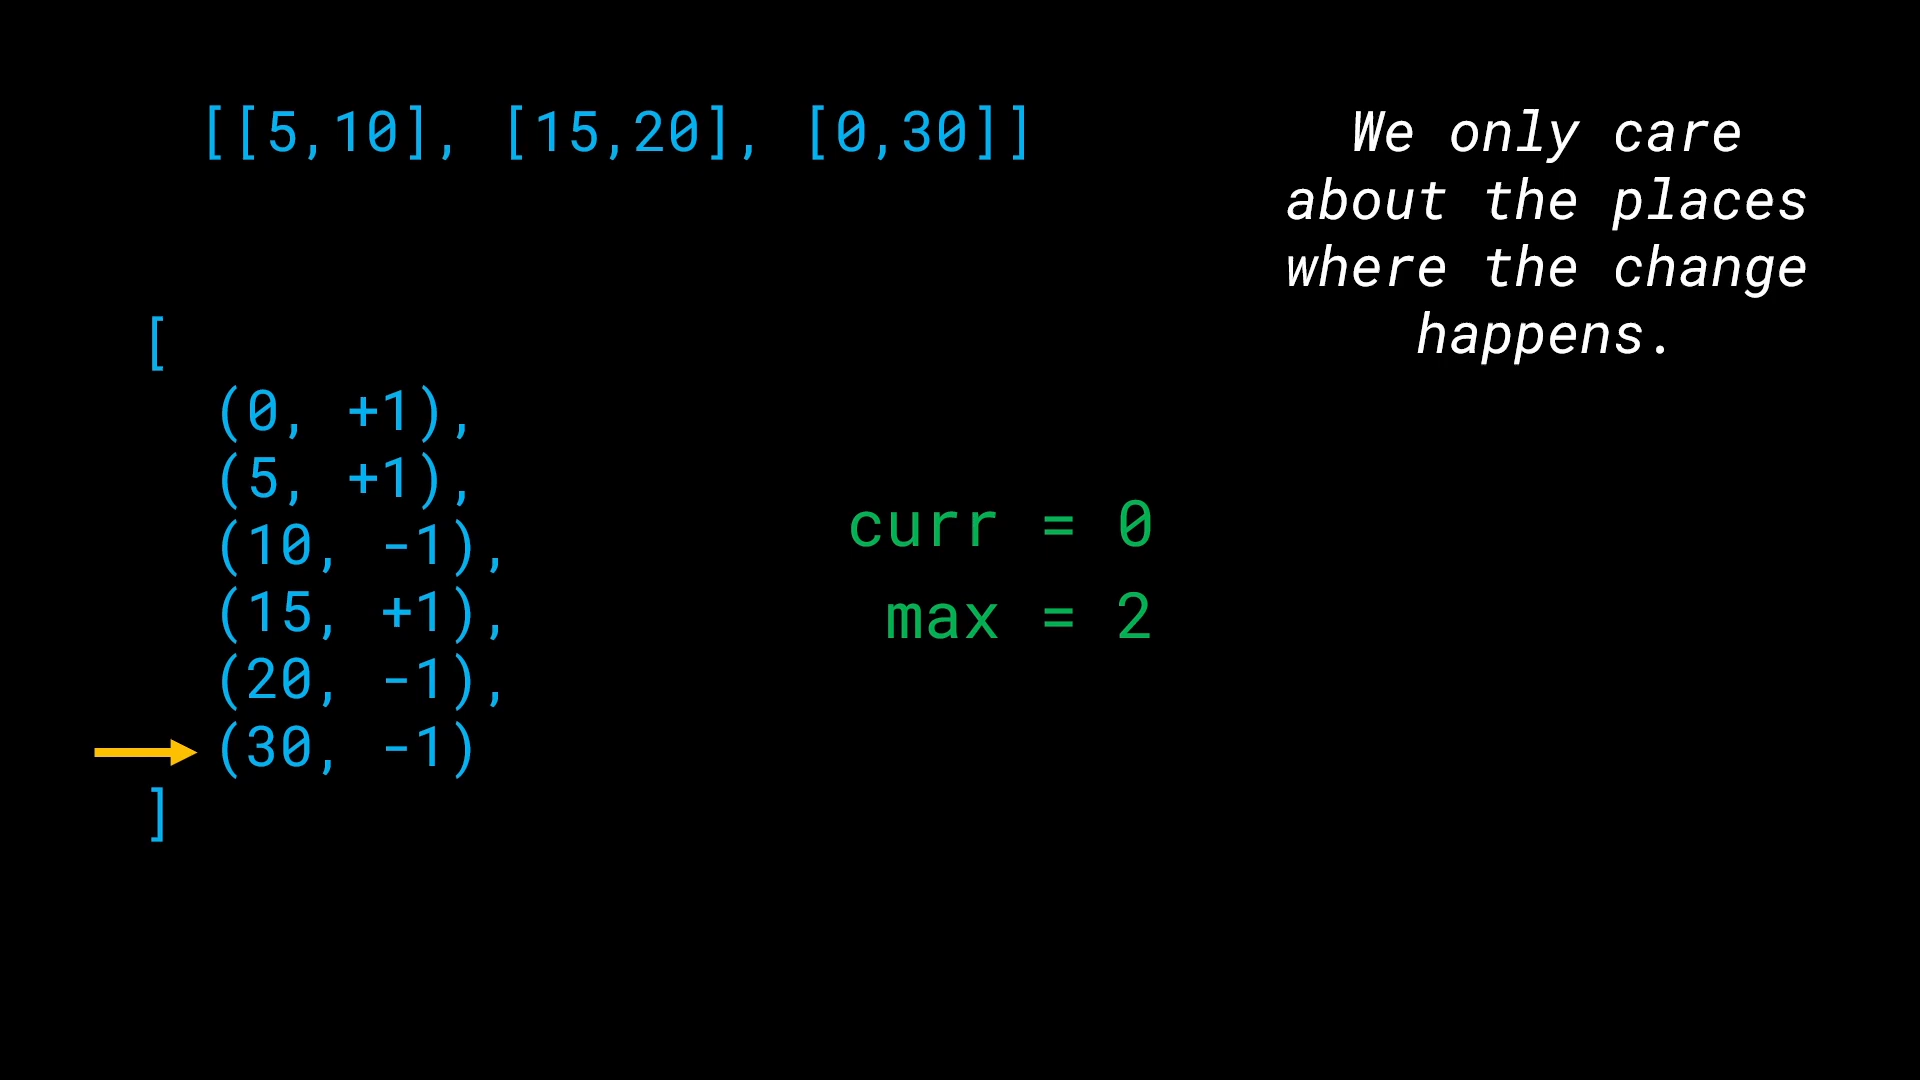 [[5,10], [15,20], [0,30]]
We only care
about the places
where the change
happens.
[
(0, +1),
(5, +1),
(10, -1),
(15, +1),
(20, -1),
(30, -1)
]
curr = 0
max = 2